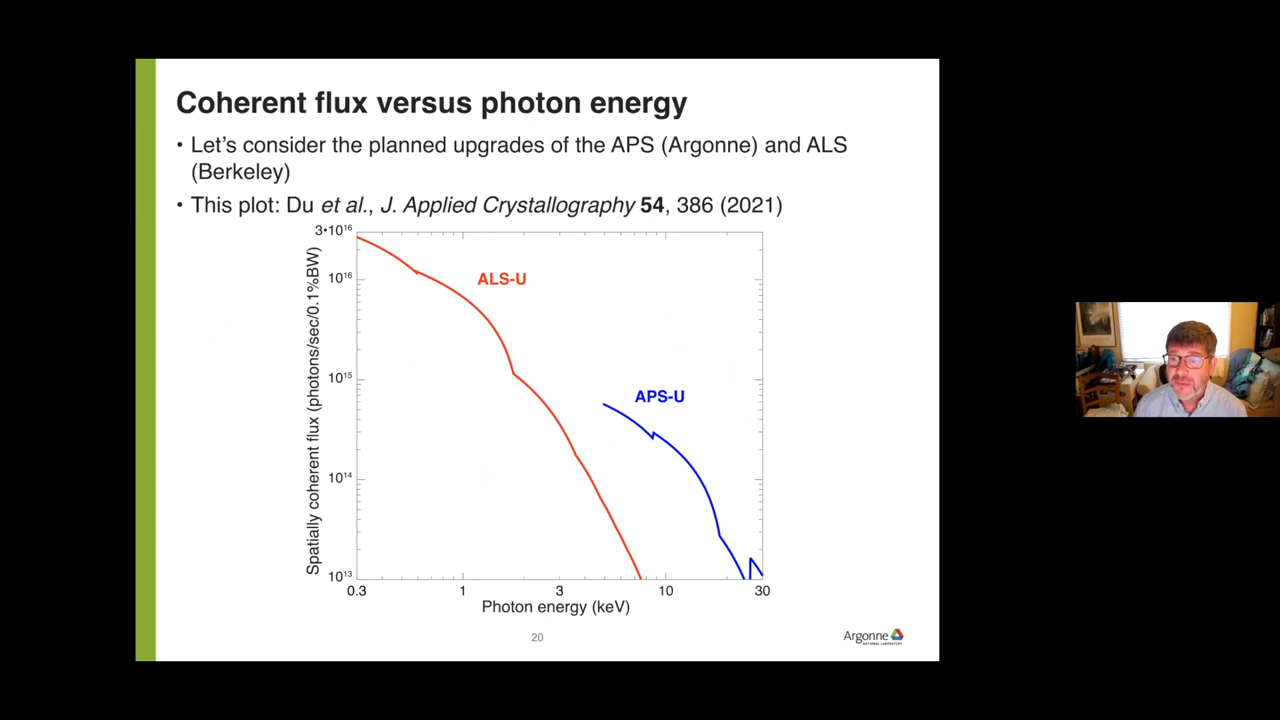 Coherent flux versus photon energy
• Let's consider the planned upgrades of the APS (Argonne) and ALS
(Berkeley)
• This plot: Du et al., J. Applied Crystallography 54, 386 (2021)
3•10¹⁶
10¹⁶
10¹⁵
10¹⁴
10¹³
Spatially coherent flux (photons/sec/0.1%BW)
ALS-U
APS-U
0.3 1 3 10 30
Photon energy (keV)
20
Argonne
NATIONAL LABORATORY